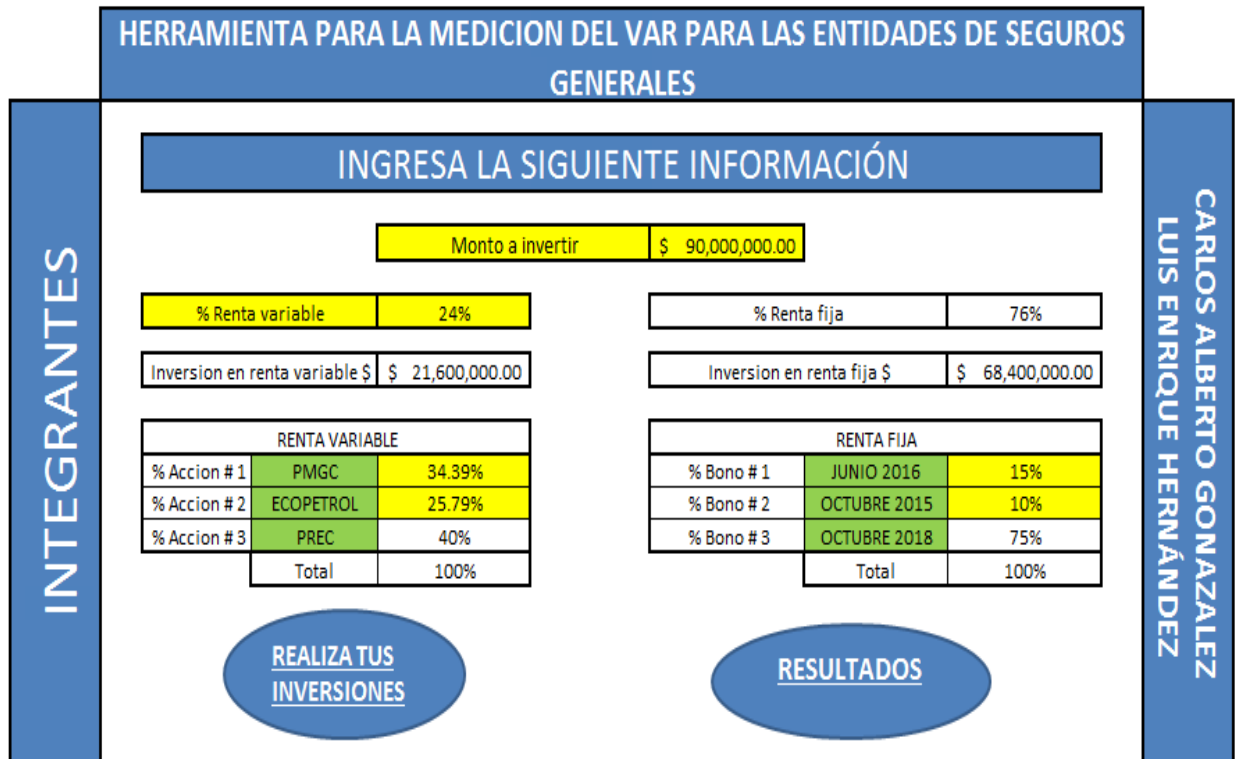 HERRAMIENTA PARA LA MEDICION DEL VAR PARA LAS ENTIDADES DE SEGUROS
GENERALES
INTEGRANTES
INGRESA LA SIGUIENTE INFORMACIÓN
Monto a invertir $ 90,000,000.00
% Renta variable 24%
% Renta fija 76%
Inversion en renta variable $ $ 21,600,000.00
Inversion en renta fija $ $ 68,400,000.00
RENTA VARIABLE
% Accion # 1 PMGC 34.39%
% Accion # 2 ECOPETROL 25.79%
% Accion # 3 PREC 40%
Total 100%
RENTA FIJA
% Bono # 1 JUNIO 2016 15%
% Bono # 2 OCTUBRE 2015 10%
% Bono # 3 OCTUBRE 2018 75%
Total 100%
REALIZA TUS
INVERSIONES
RESULTADOS
CARLOS ALBERTO GONAZALEZ
LUIS ENRIQUE HERNÁNDEZ